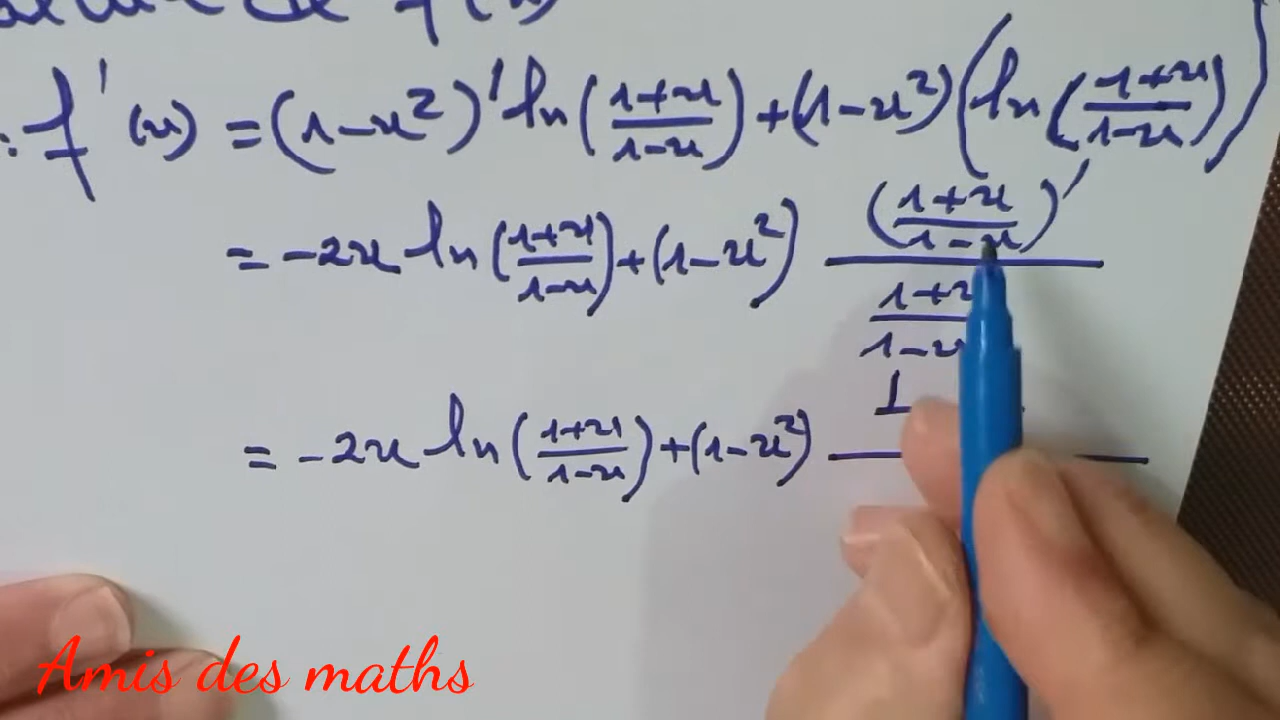 f'(x) = (1-x²)' ln((1+x)/(1-x)) + (1-x²)(ln((1+x)/(1-x))
= -2x ln((1+x)/(1-x)) + (1-x²) ((1+x)/(1-x))' / ((1+x)/(1-x))
= -2x ln((1+x)/(1-x)) + (1-x²) 1
Amis des maths